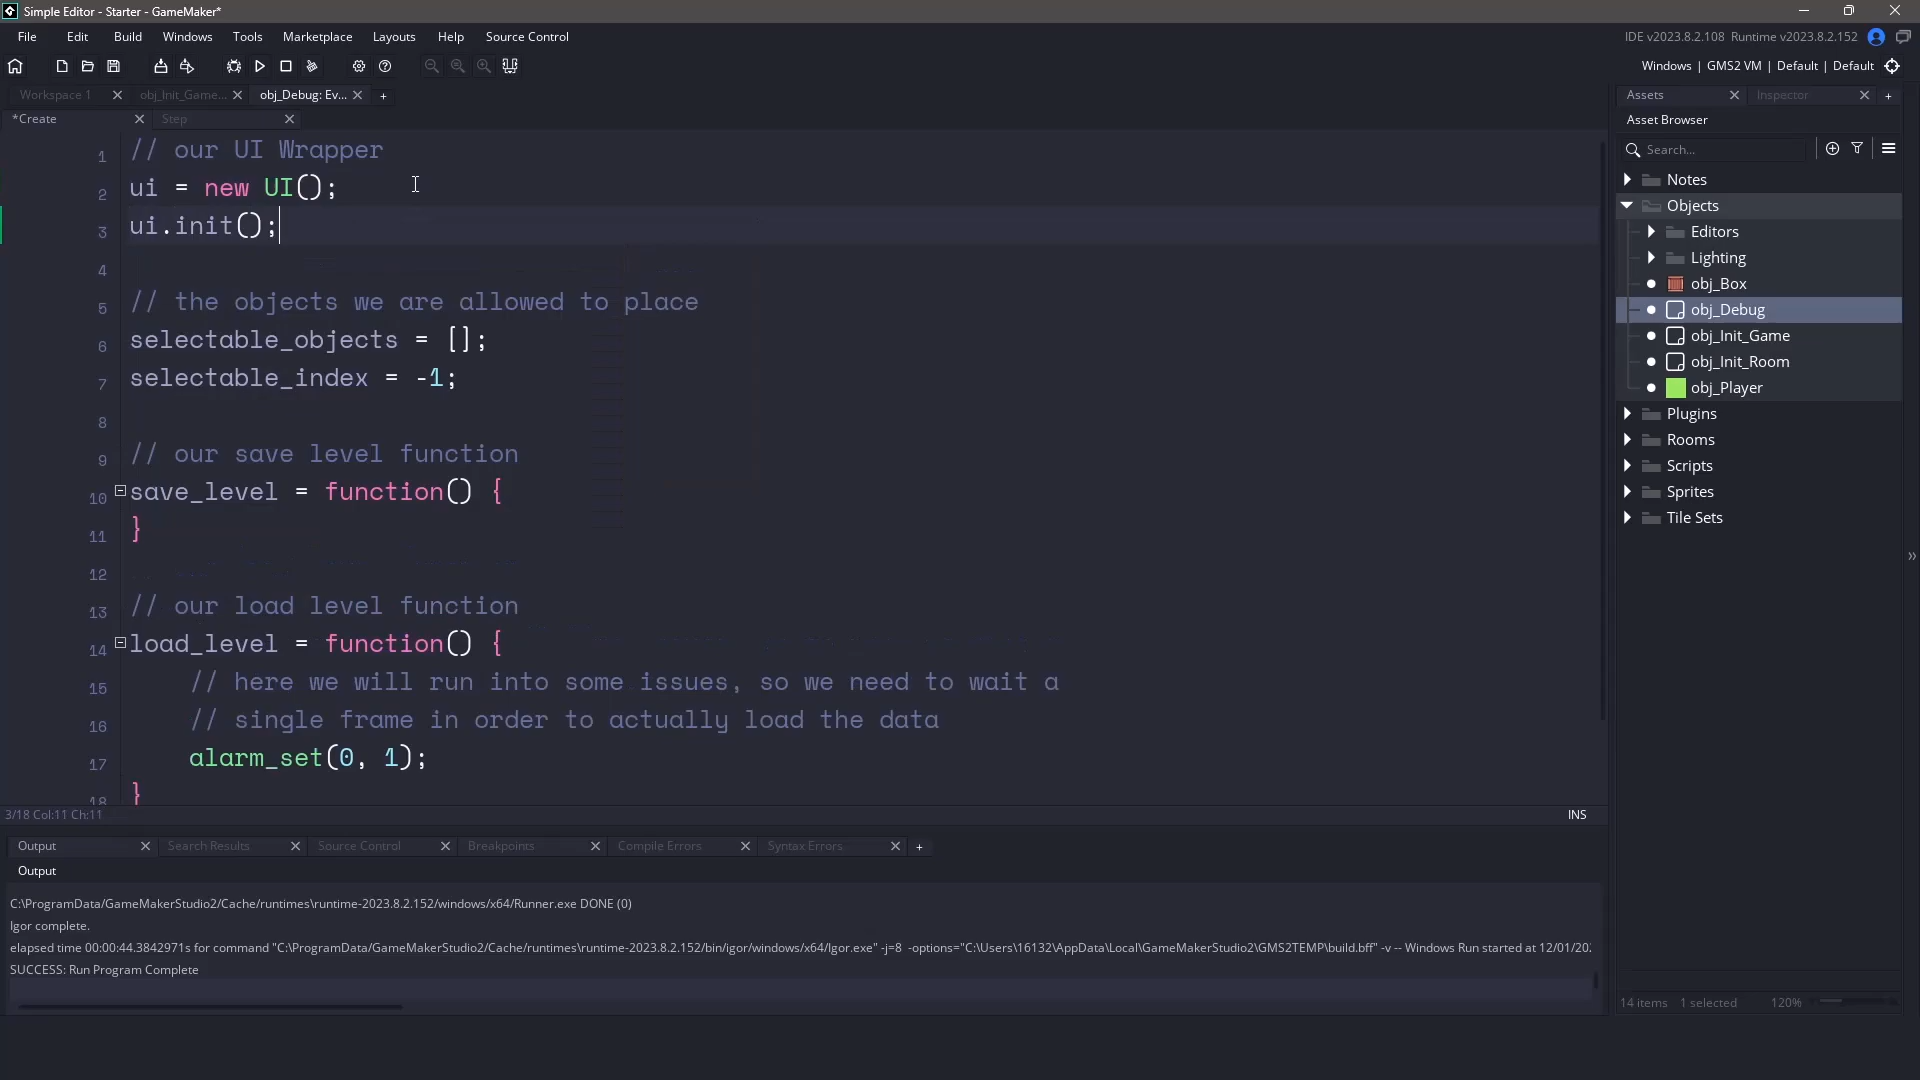 Simple Editor - Starter - GameMaker*
File Edit Build Windows Tools Marketplace Layouts Help Source Control
IDE v2023.8.2.108 Runtime v2023.8.2.152
Windows | GMS2 VM | Default | Default
Workspace 1 obj_Init_Game... obj_Debug: Ev... +
*Create Step
Assets Inspector +
Asset Browser
Search...
1 // our UI Wrapper
2 ui = new UI();
3 ui.init();
4
5 // the objects we are allowed to place
6 selectable_objects = [];
7 selectable_index = -1;
8
9 // our save level function
10 save_level = function() {
11 }
12
13 // our load level function
14 load_level = function() {
15 // here we will run into some issues, so we need to wait a
16 // single frame in order to actually load the data
17 alarm_set(0, 1);
18 }
Notes
Objects
Editors
Lighting
obj_Box
obj_Debug
obj_Init_Game
obj_Init_Room
obj_Player
Plugins
Rooms
Scripts
Sprites
Tile Sets
3/18 Col:11 Ch:11 INS
Output Search Results Source Control Breakpoints Compile Errors Syntax Errors +
Output
C:\ProgramData/GameMakerStudio2/Cache/runtimes\runtime-2023.8.2.152/windows/x64/Runner.exe DONE (0)
Igor complete.
elapsed time 00:00:44.3842971s for command "C:\ProgramData/GameMakerStudio2/Cache/runtimes\runtime-2023.8.2.152/bin/igor/windows/x64/Igor.exe" -j=8 -options="C:\Users\16132\AppData\Local\GameMakerStudio2\GMS2TEMP\build.bff" -v -- Windows Run started at 12/01/202
SUCCESS: Run Program Complete
14 items 1 selected 120%